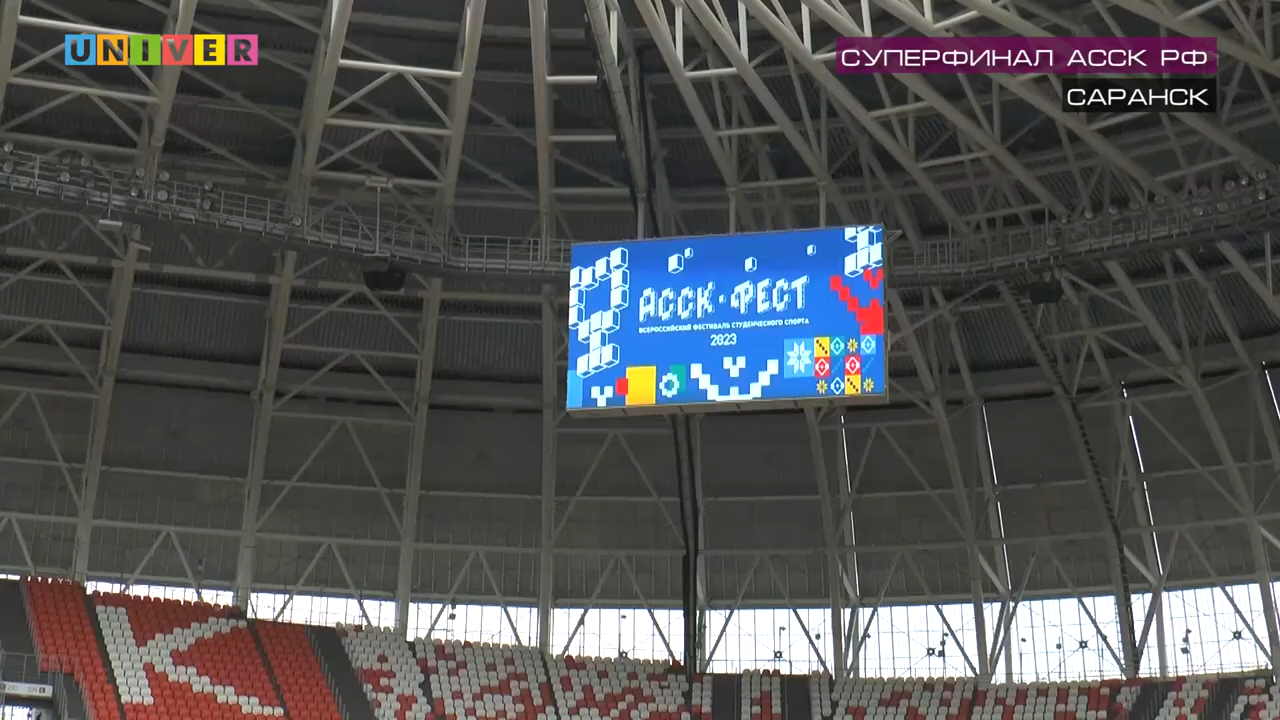 UNIVER
СУПЕРФИНАЛ АССК РФ
САРАНСК
АССК·ФЕСТ
ВСЕРОССИЙСКИЙ ФЕСТИВАЛЬ СТУДЕНЧЕСКОГО СПОРТА
2023
К